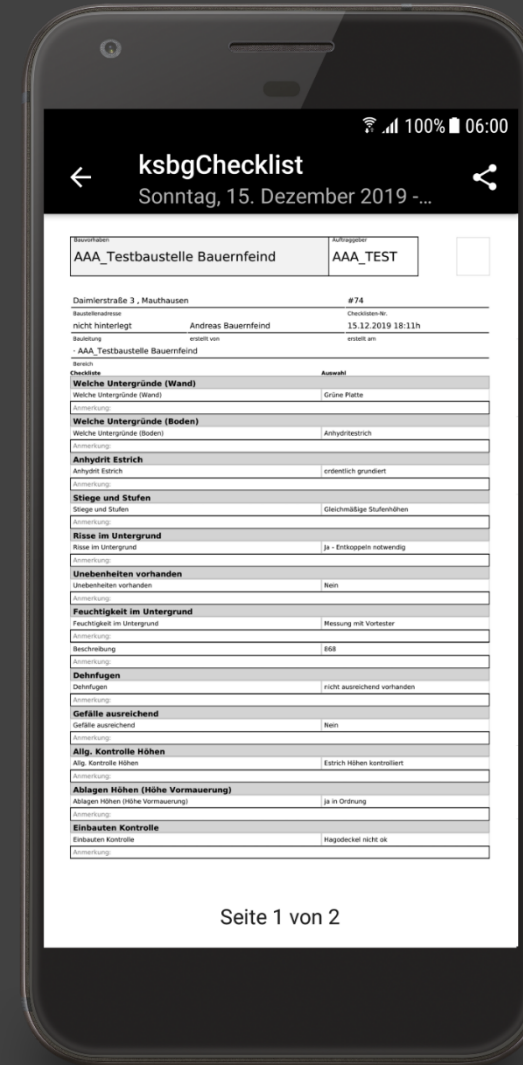 100% 06:00
ksbgChecklist
Sonntag, 15. Dezember 2019 -...
Bauvorhaben Auftraggeber
AAA_Testbaustelle Bauernfeind AAA_TEST
Daimlerstraße 3 , Mauthausen #74
Baustellenadresse Checklisten-Nr.
nicht hinterlegt Andreas Bauernfeind 15.12.2019 18:11h
Bauleitung erstellt von erstellt am
- AAA_Testbaustelle Bauernfeind
Bereich
Checkliste Auswahl
Welche Untergründe (Wand)
Welche Untergründe (Wand) Grüne Platte
Anmerkung:
Welche Untergründe (Boden)
Welche Untergründe (Boden) Anhydritestrich
Anmerkung:
Anhydrit Estrich
Anhydrit Estrich ordentlich grundiert
Anmerkung:
Stiege und Stufen
Stiege und Stufen Gleichmäßige Stufenhöhen
Anmerkung:
Risse im Untergrund
Risse im Untergrund Ja - Entkoppeln notwendig
Anmerkung:
Unebenheiten vorhanden
Unebenheiten vorhanden Nein
Anmerkung:
Feuchtigkeit im Untergrund
Feuchtigkeit im Untergrund Messung mit Vortester
Anmerkung:
Beschreibung 868
Anmerkung:
Dehnfugen
Dehnfugen nicht ausreichend vorhanden
Anmerkung:
Gefälle ausreichend
Gefälle ausreichend Nein
Anmerkung:
Allg. Kontrolle Höhen
Allg. Kontrolle Höhen Estrich Höhen kontrolliert
Anmerkung:
Ablagen Höhen (Höhe Vormauerung)
Ablagen Höhen (Höhe Vormauerung) ja in Ordnung
Anmerkung:
Einbauten Kontrolle
Einbauten Kontrolle Hagodeckel nicht ok
Anmerkung:
Seite 1 von 2